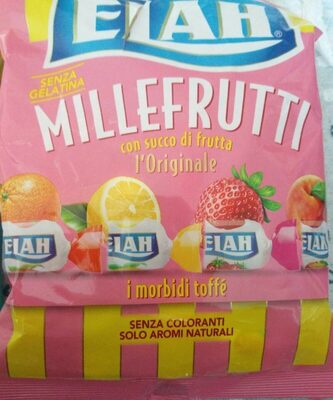 ELAH®
SENZA
GELATINA
MILLEFRUTTI
con succo di frutta
l'Originale
ELAH ELAH ELAH ELAH
i morbidi toffé
SENZA COLORANTI
SOLO AROMI NATURALI